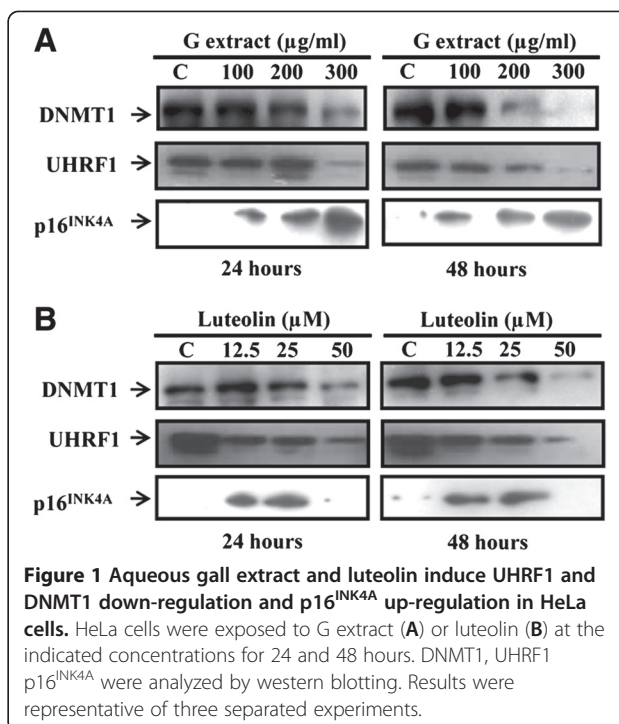 A
G extract (µg/ml)
G extract (µg/ml)
C 100 200 300
C 100 200 300
DNMT1
UHRF1
p16INK4A
24 hours
48 hours
B
Luteolin (µM)
Luteolin (µM)
C 12.5 25 50
C 12.5 25 50
DNMT1
UHRF1
p16INK4A
24 hours
48 hours
Figure 1 Aqueous gall extract and luteolin induce UHRF1 and
DNMT1 down-regulation and p16INK4A up-regulation in HeLa
cells. HeLa cells were exposed to G extract (A) or luteolin (B) at the
indicated concentrations for 24 and 48 hours. DNMT1, UHRF1
p16INK4A were analyzed by western blotting. Results were
representative of three separated experiments.